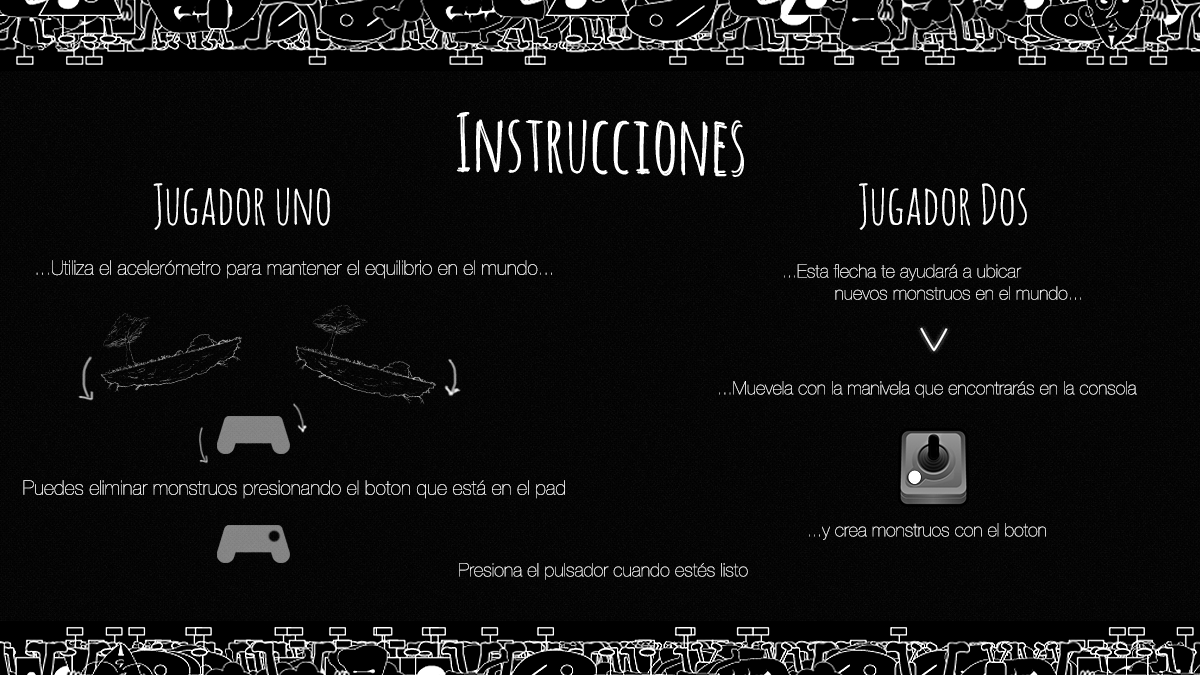 Instrucciones
Jugador uno
...Utiliza el acelerómetro para mantener el equilibrio en el mundo...
Puedes eliminar monstruos presionando el boton que está en el pad
Jugador Dos
...Esta flecha te ayudará a ubicar
nuevos monstruos en el mundo...
...Muevela con la manivela que encontrarás en la consola
...y crea monstruos con el boton
Presiona el pulsador cuando estés listo